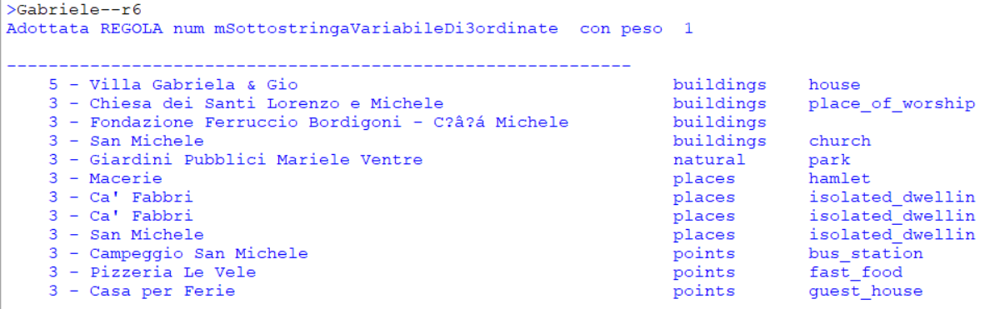 >Gabriele--r6
Adottata REGOLA num mSottostringaVariabileDi3ordinate con peso 1
------------------------------------------------------------
5 - Villa Gabriela & Gio buildings house
3 - Chiesa dei Santi Lorenzo e Michele buildings place_of_worship
3 - Fondazione Ferruccio Bordigoni - C?â?á Michele buildings
3 - San Michele buildings church
3 - Giardini Pubblici Mariele Ventre natural park
3 - Macerie places hamlet
3 - Ca' Fabbri places isolated_dwellin
3 - Ca' Fabbri places isolated_dwellin
3 - San Michele places isolated_dwellin
3 - Campeggio San Michele points bus_station
3 - Pizzeria Le Vele points fast_food
3 - Casa per Ferie points guest_house